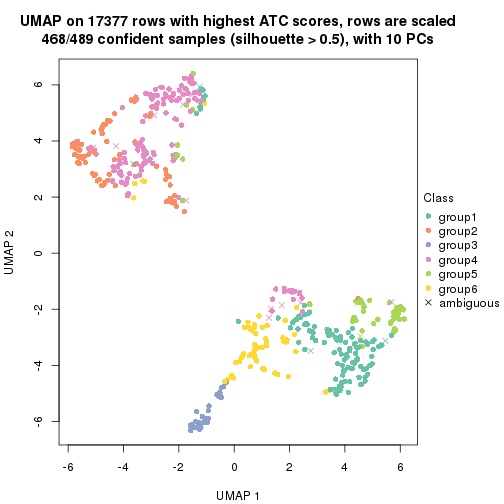 UMAP on 17377 rows with highest ATC scores, rows are scaled
468/489 confident samples (silhouette > 0.5), with 10 PCs
6
4
2
0
-2
-4
-6
UMAP 2
-6
-4
-2
0
2
4
6
UMAP 1
Class
group1
group2
group3
group4
group5
group6
ambiguous